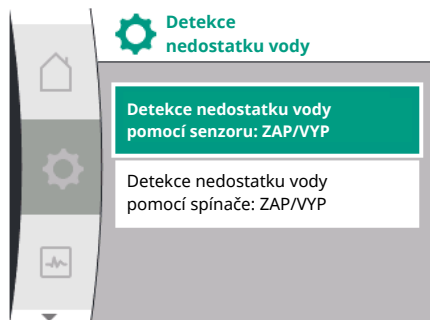 Detekce
nedostatku vody
Detekce nedostatku vody
pomocí senzoru: ZAP/VYP
Detekce nedostatku vody
pomocí spínače: ZAP/VYP